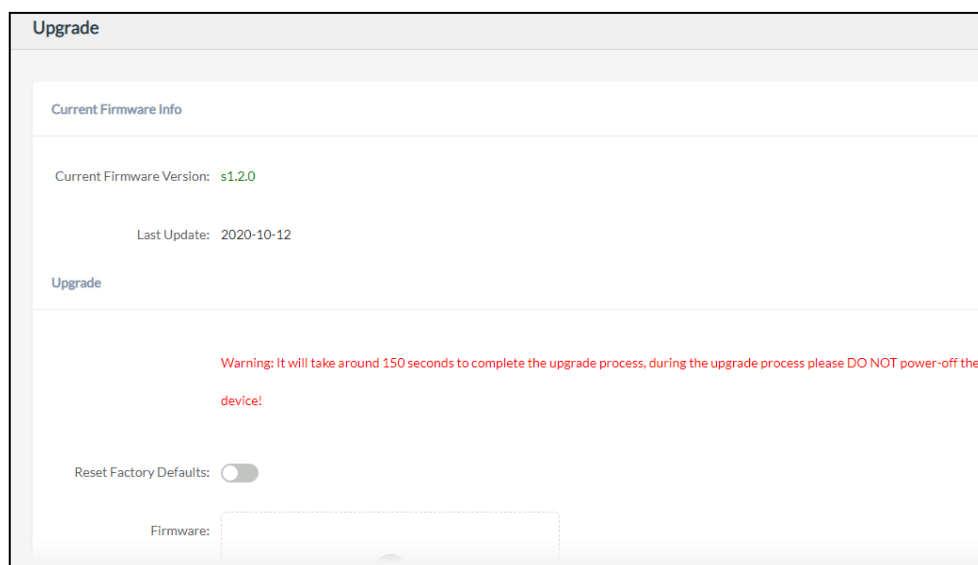 Upgrade
Current Firmware Info
Current Firmware Version: s1.2.0
Last Update: 2020-10-12
Upgrade
Warning: It will take around 150 seconds to complete the upgrade process, during the upgrade process please DO NOT power-off the
device!
Reset Factory Defaults:
Firmware: